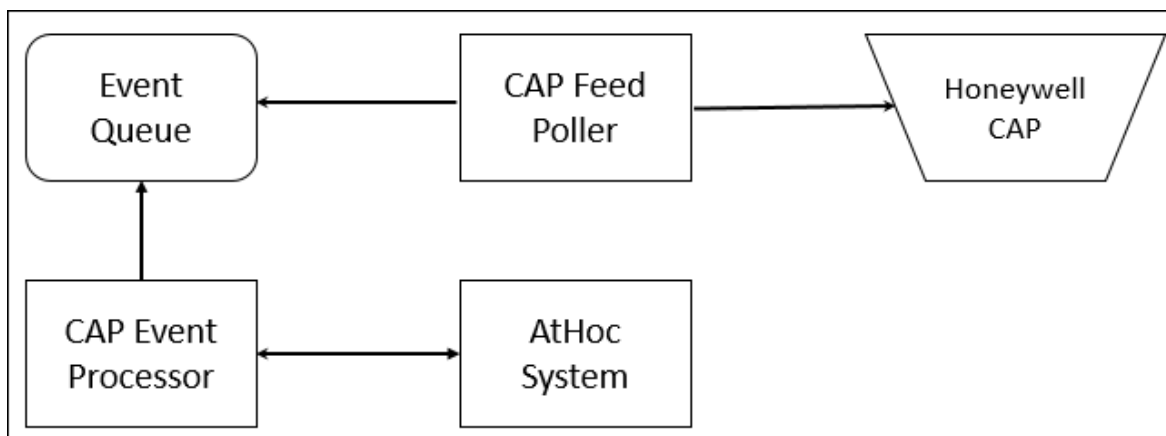 Event
Queue
CAP Feed
Poller
Honeywell
CAP
CAP Event
Processor
AtHoc
System